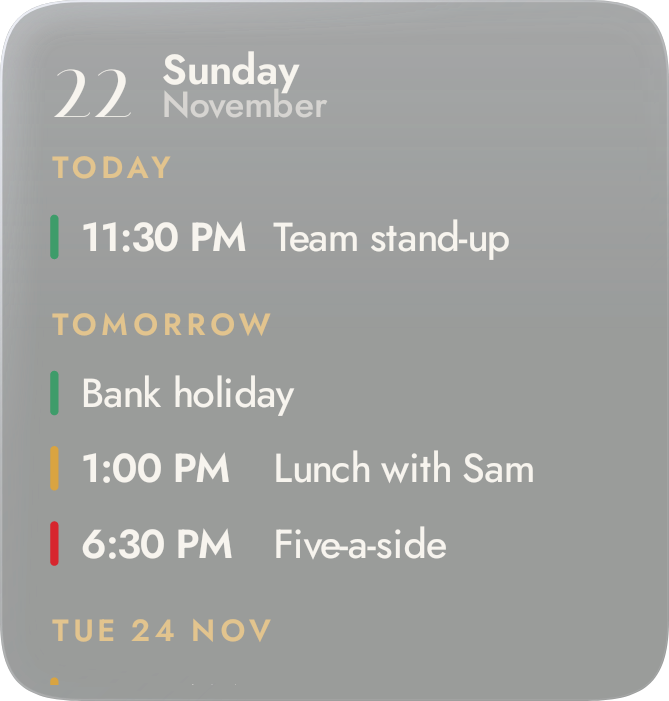 22 Sunday
November
TODAY
11:30 PM Team stand-up
TOMORROW
Bank holiday
1:00 PM Lunch with Sam
6:30 PM Five-a-side
TUE 24 NOV